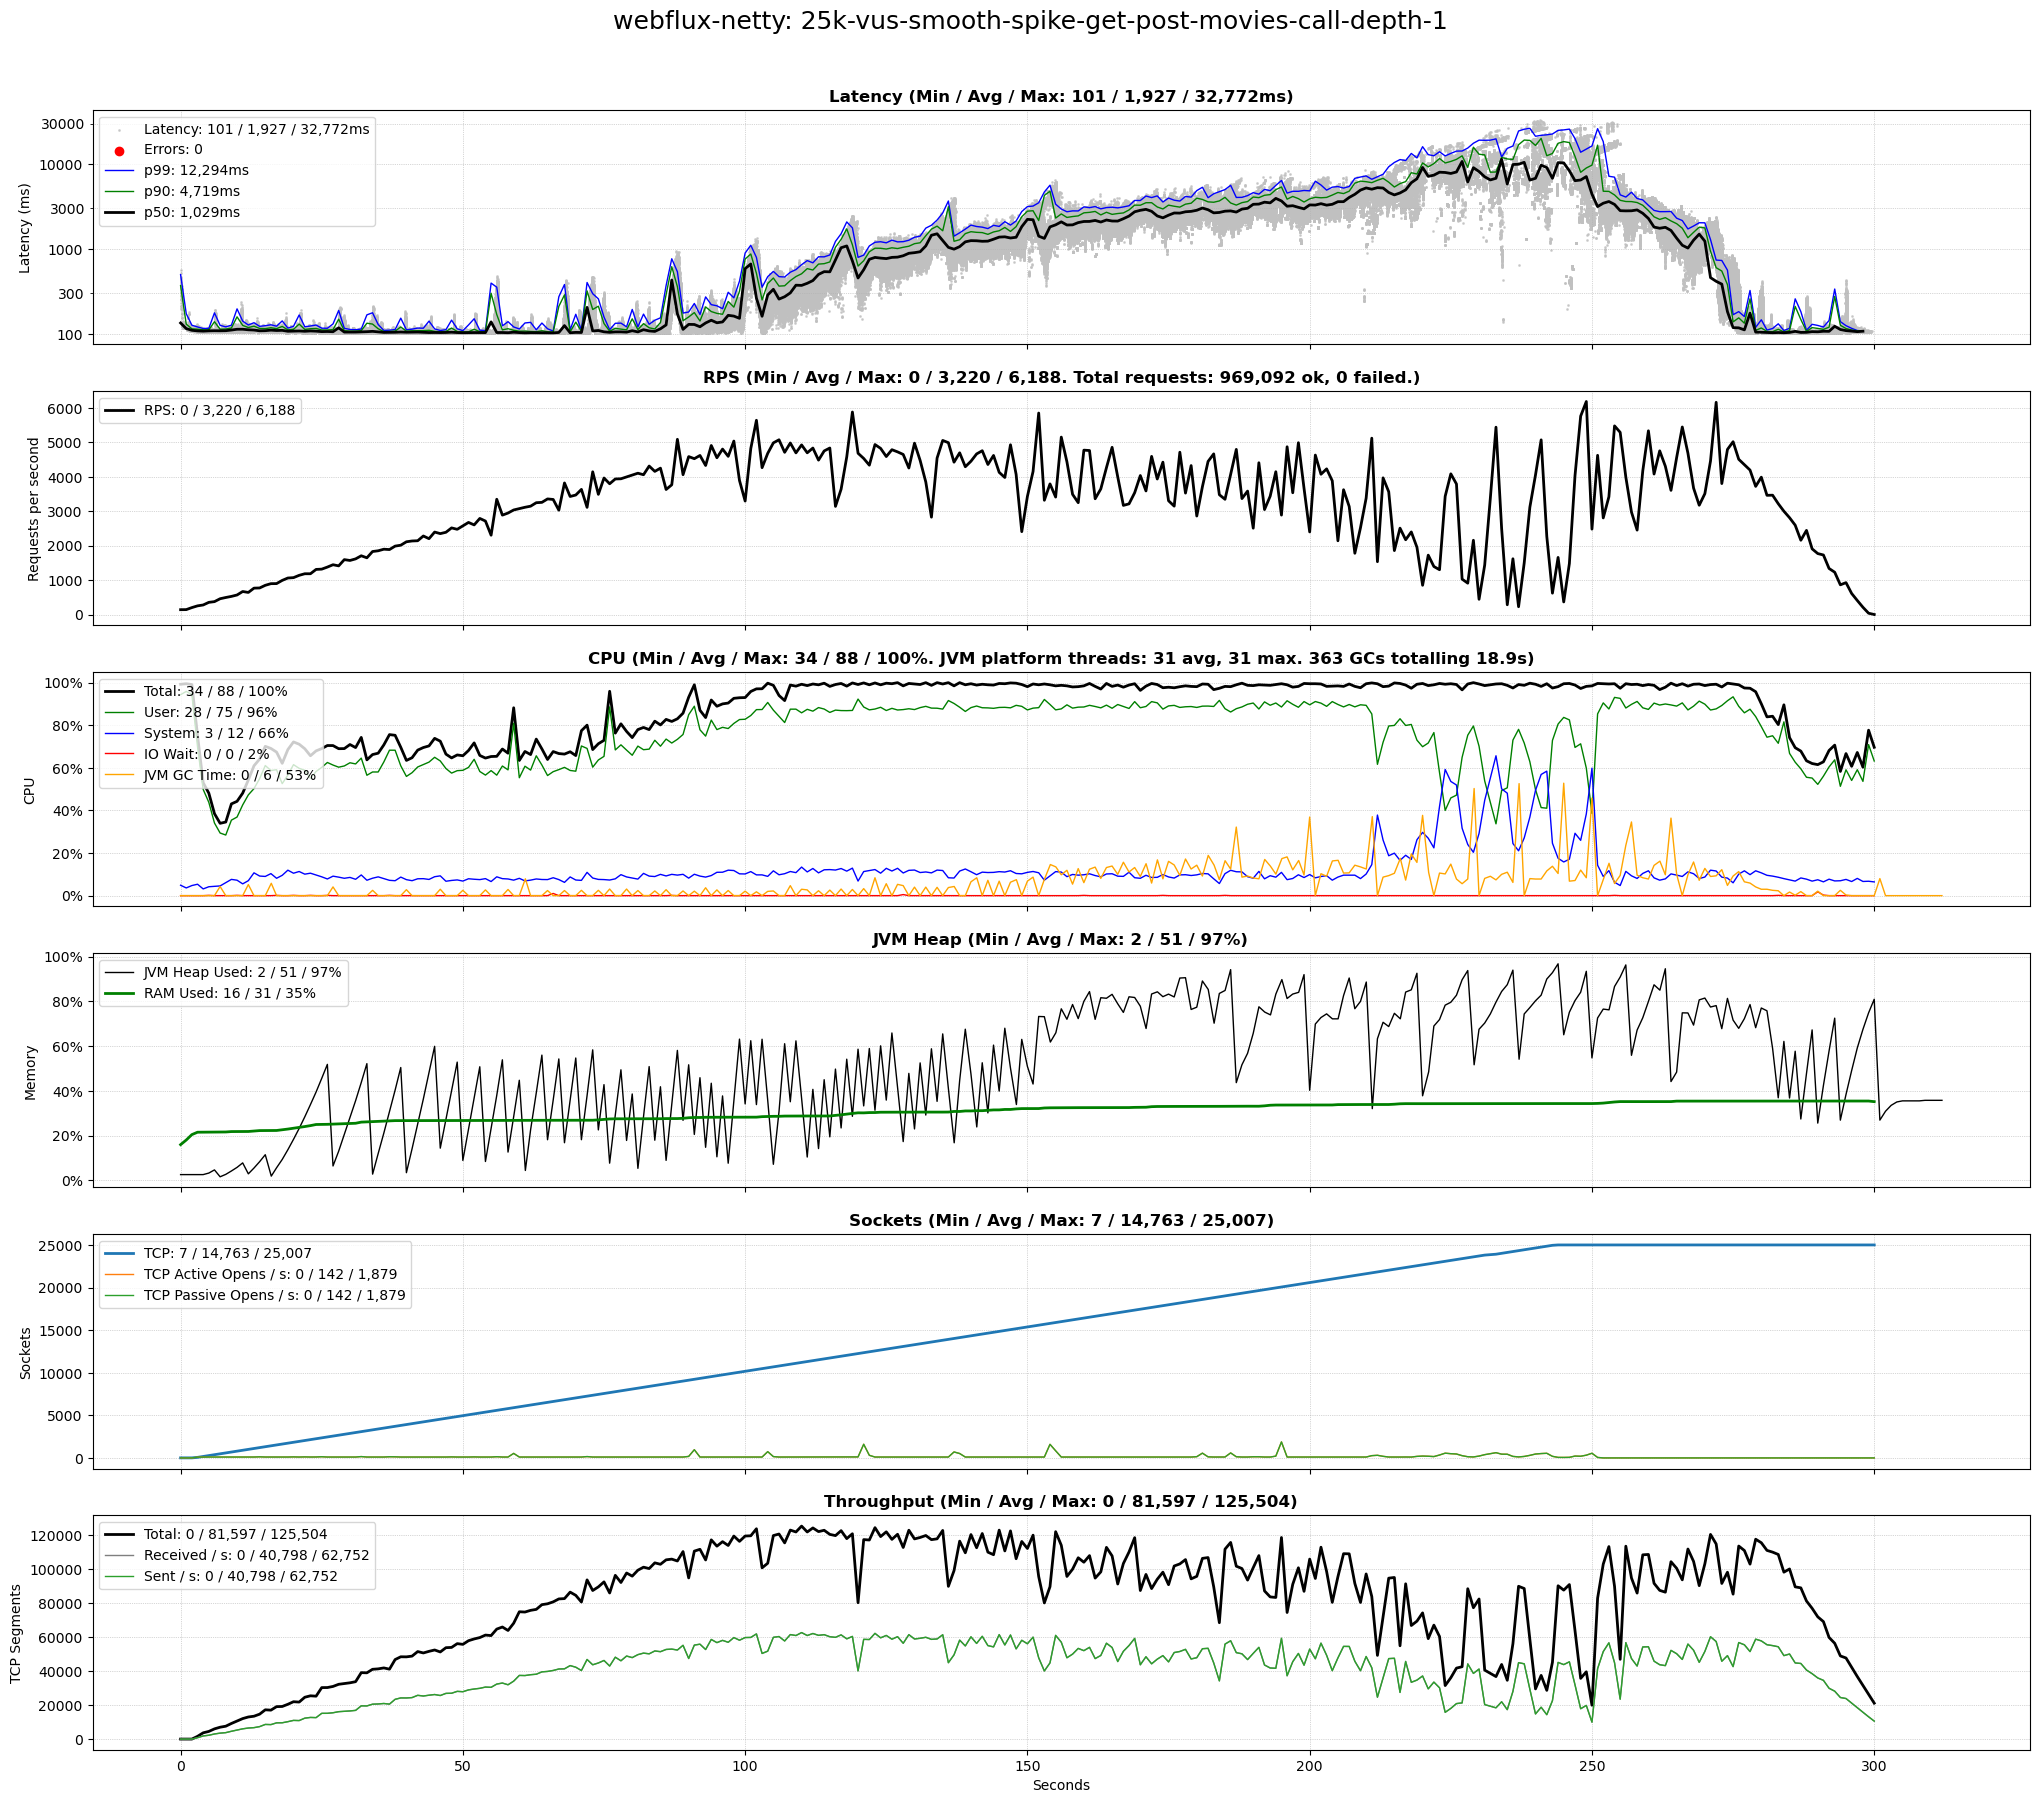 webflux-netty: 25k-vus-smooth-spike-get-post-movies-call-depth-1
Latency (Min / Avg / Max: 101 / 1,927 / 32,772ms)
Latency (ms)
30000
10000
3000
1000
300
100
Latency: 101 / 1,927 / 32,772ms
Errors: 0
p99: 12,294ms
p90: 4,719ms
p50: 1,029ms
RPS (Min / Avg / Max: 0 / 3,220 / 6,188. Total requests: 969,092 ok, 0 failed.)
Requests per second
6000
5000
4000
3000
2000
1000
0
RPS: 0 / 3,220 / 6,188
CPU (Min / Avg / Max: 34 / 88 / 100%. JVM platform threads: 31 avg, 31 max. 363 GCs totalling 18.9s)
CPU
100%
80%
60%
40%
20%
0%
Total: 34 / 88 / 100%
User: 28 / 75 / 96%
System: 3 / 12 / 66%
IO Wait: 0 / 0 / 2%
JVM GC Time: 0 / 6 / 53%
JVM Heap (Min / Avg / Max: 2 / 51 / 97%)
Memory
100%
80%
60%
40%
20%
0%
JVM Heap Used: 2 / 51 / 97%
RAM Used: 16 / 31 / 35%
Sockets (Min / Avg / Max: 7 / 14,763 / 25,007)
Sockets
25000
20000
15000
10000
5000
0
TCP: 7 / 14,763 / 25,007
TCP Active Opens / s: 0 / 142 / 1,879
TCP Passive Opens / s: 0 / 142 / 1,879
Throughput (Min / Avg / Max: 0 / 81,597 / 125,504)
TCP Segments
120000
100000
80000
60000
40000
20000
0
Total: 0 / 81,597 / 125,504
Received / s: 0 / 40,798 / 62,752
Sent / s: 0 / 40,798 / 62,752
0 50 100 150 200 250 300
Seconds